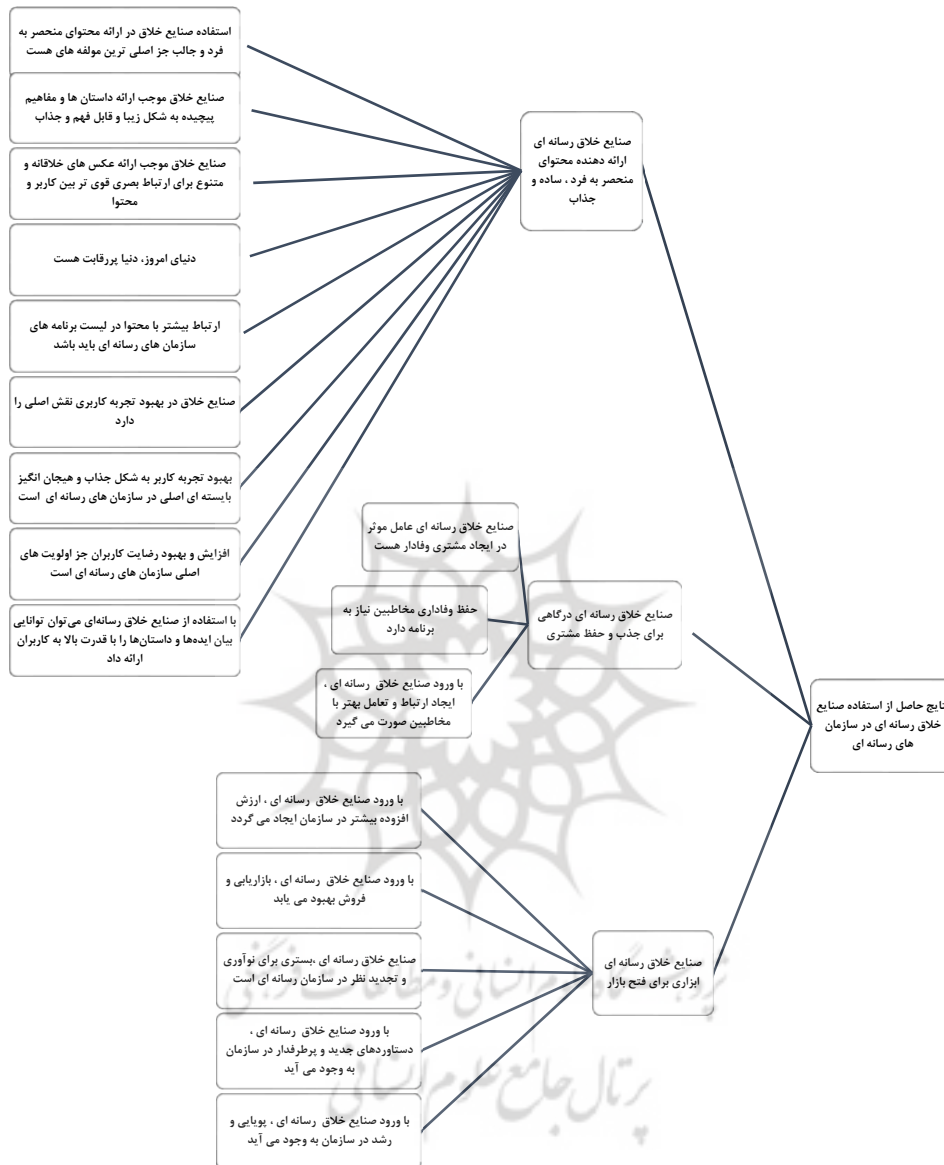 استفاده صنایع خلاق در ارائه محتوای منحصر به
فرد و جالب جز اصلی ترین مولفه های هست
صنایع خلاق موجب ارائه داستان ها و مفاهیم
پیچیده به شکل زیبا و قابل فهم و جذاب
صنایع خلاق موجب ارائه عکس های خلاقانه و
متنوع برای ارتباط بصری قوی تر بین کاربر و
محتوا
دنیای امروز، دنیا پررقابت هست
ارتباط بیشتر با محتوا در لیست برنامه های
سازمان های رسانه ای باید باشد
صنایع خلاق در بهبود تجربه کاربری نقش اصلی را
دارد
بهبود تجربه کاربر به شکل جذاب و هیجان انگیز
بایسته ای اصلی در سازمان های رسانه ای است
افزایش و بهبود رضایت کاربران جز اولویت های
اصلی سازمان های رسانه ای است
با استفاده از صنایع خلاق رسانه‌ای می‌توان توانایی
بیان ایده‌ها و داستان‌ها را با قدرت بالا به کاربران
ارائه داد
صنایع خلاق رسانه ای
ارائه دهنده محتوای
منحصر به فرد ، ساده و
جذاب
صنایع خلاق رسانه ای عامل موثر
در ایجاد مشتری وفادار هست
حفظ وفاداری مخاطبین نیاز به
برنامه دارد
با ورود صنایع خلاق رسانه ای ،
ایجاد ارتباط و تعامل بهتر با
مخاطبین صورت می گیرد
صنایع خلاق رسانه ای درگاهی
برای جذب و حفظ مشتری
حاصل از استفاده صنایع
خلاق رسانه ای در سازمان
های رسانه ای
با ورود صنایع خلاق رسانه ای ، ارزش
افزوده بیشتر در سازمان ایجاد می گردد
با ورود صنایع خلاق رسانه ای ، بازاریابی و
فروش بهبود می یابد
صنایع خلاق رسانه ای ،بستری برای نوآوری
و تجدید نظر در سازمان رسانه ای است
با ورود صنایع خلاق رسانه ای ،
دستاوردهای جدید و پرطرفدار در سازمان
به وجود می آید
با ورود صنایع خلاق رسانه ای ، پویایی و
رشد در سازمان به وجود می آید
صنایع خلاق رسانه ای
ابزاری برای فتح بازار
پژوهشگاه علوم انسانی و مطالعات فرهنگی
پرتال جامع علوم انسانی